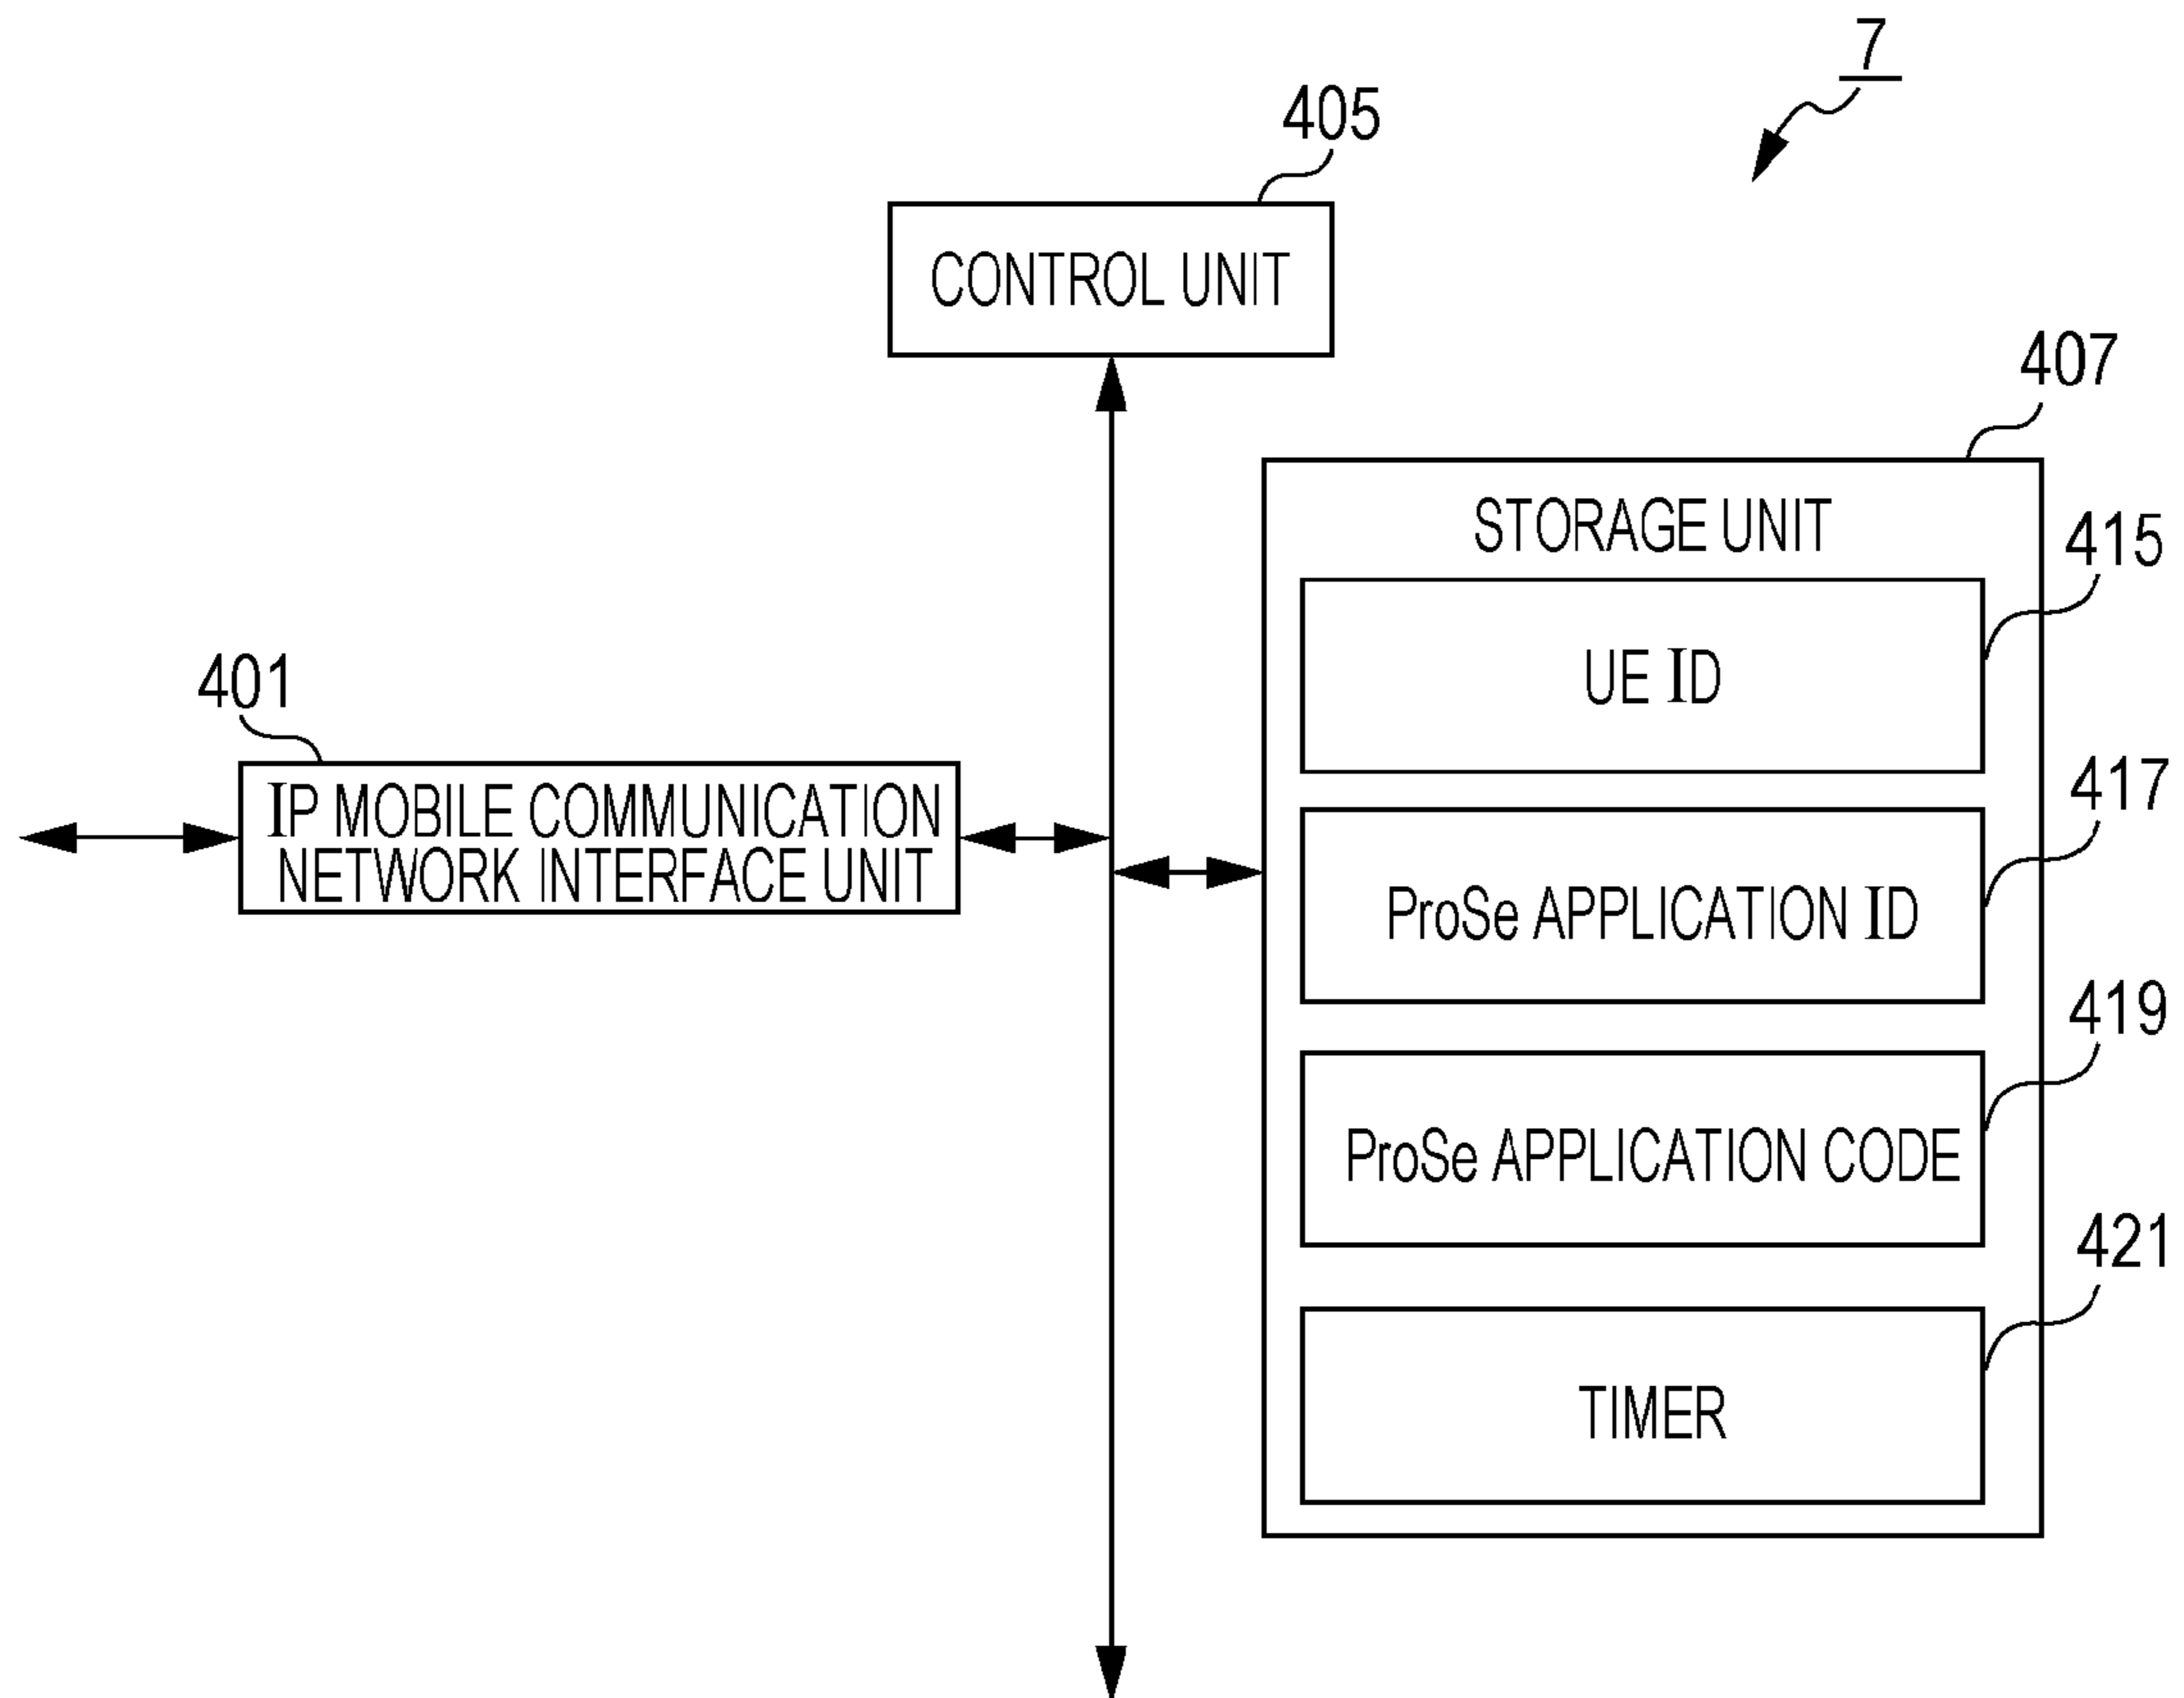 7
405
CONTROL UNIT
407
STORAGE UNIT
415
UE ID
401
IP MOBILE COMMUNICATION
NETWORK INTERFACE UNIT
417
ProSe APPLICATION ID
419
ProSe APPLICATION CODE
421
TIMER